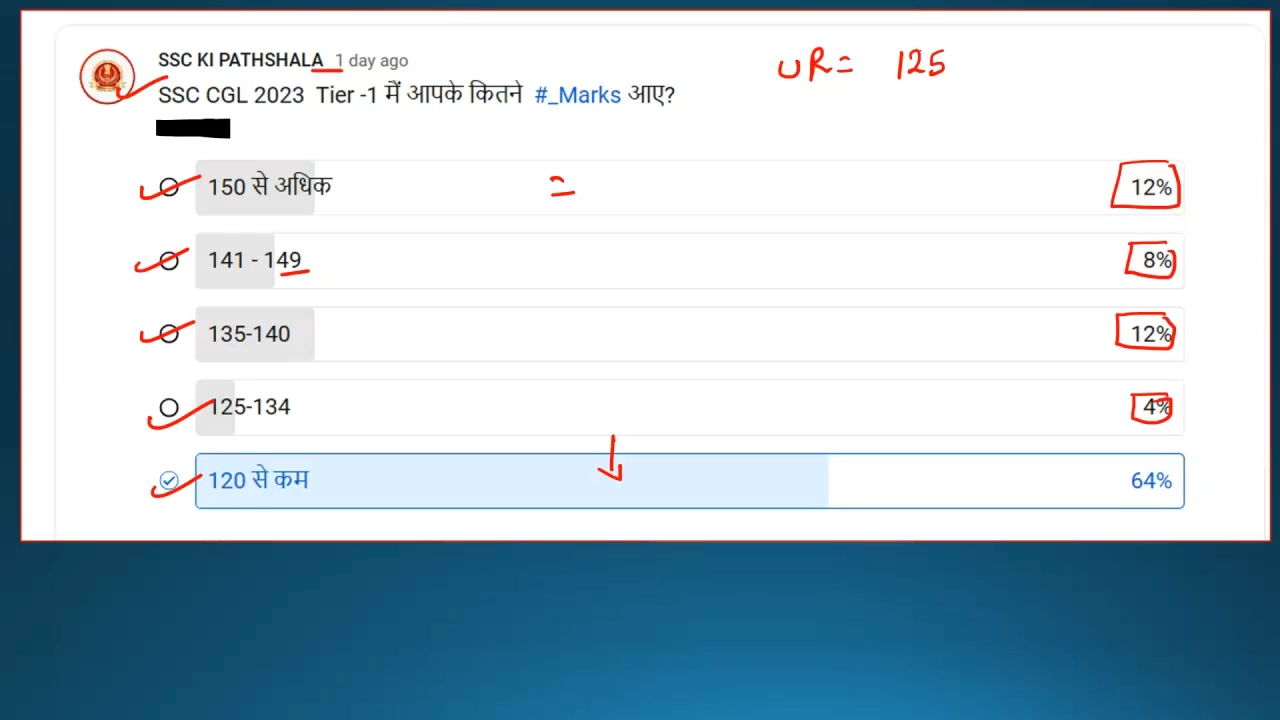 SSC KI PATHSHALA 1 day ago
UR = 125
SSC CGL 2023 Tier -1 मैं आपके कितने #_Marks आए?
150 से अधिक = 12%
141 - 149 8%
135-140 12%
125-134 4%
120 से कम 64%